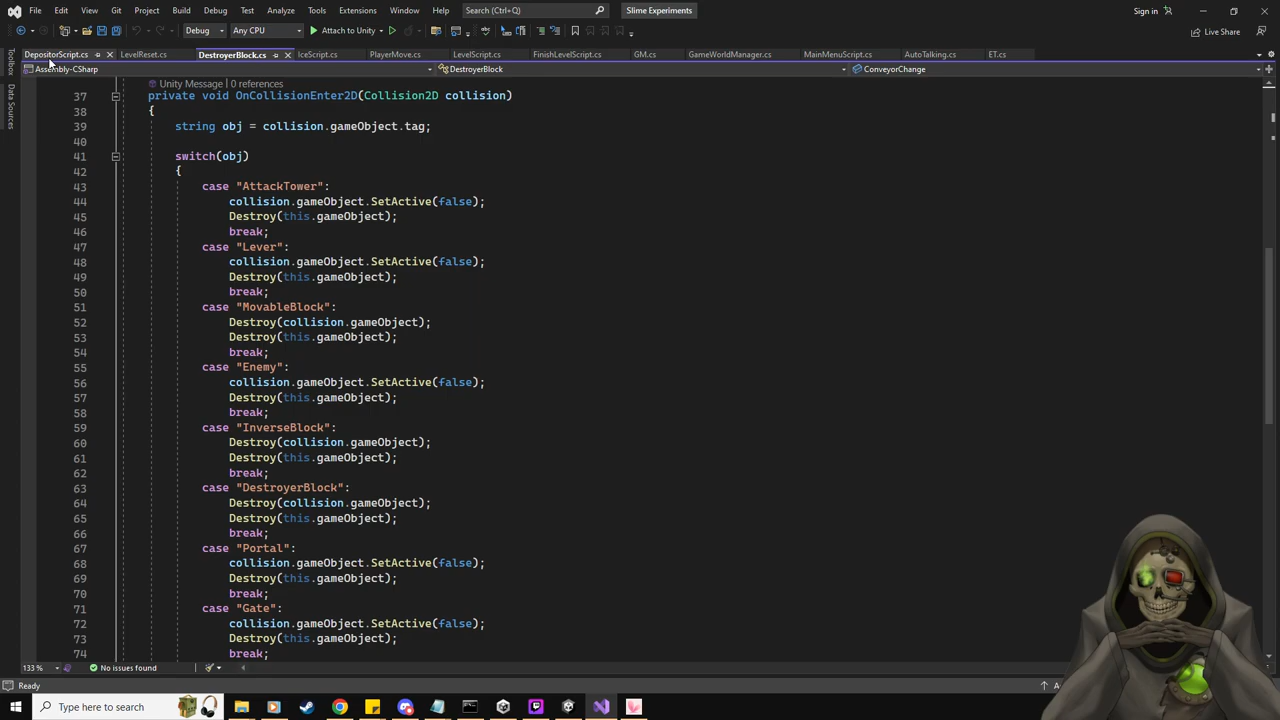 File Edit View Git Project Build Debug Test Analyze Tools Extensions Window Help Search (Ctrl+Q) Slime Experiments Sign in
Debug Any CPU Attach to Unity Live Share
DepositorScript.cs LevelReset.cs DestroyerBlock.cs IceScript.cs PlayerMove.cs LevelScript.cs FinishLevelScript.cs GM.cs GameWorldManager.cs MainMenuScript.cs AutoTalking.cs ET.cs
Assembly-CSharp DestroyerBlock ConveyorChange
Toolbox
Data Sources
Unity Message | 0 references
37 private void OnCollisionEnter2D(Collision2D collision)
38 {
39 string obj = collision.gameObject.tag;
40
41 switch(obj)
42 {
43 case "AttackTower":
44 collision.gameObject.SetActive(false);
45 Destroy(this.gameObject);
46 break;
47 case "Lever":
48 collision.gameObject.SetActive(false);
49 Destroy(this.gameObject);
50 break;
51 case "MovableBlock":
52 Destroy(collision.gameObject);
53 Destroy(this.gameObject);
54 break;
55 case "Enemy":
56 collision.gameObject.SetActive(false);
57 Destroy(this.gameObject);
58 break;
59 case "InverseBlock":
60 Destroy(collision.gameObject);
61 Destroy(this.gameObject);
62 break;
63 case "DestroyerBlock":
64 Destroy(collision.gameObject);
65 Destroy(this.gameObject);
66 break;
67 case "Portal":
68 collision.gameObject.SetActive(false);
69 Destroy(this.gameObject);
70 break;
71 case "Gate":
72 collision.gameObject.SetActive(false);
73 Destroy(this.gameObject);
74 break;
133 % No issues found
Ready
Type here to search